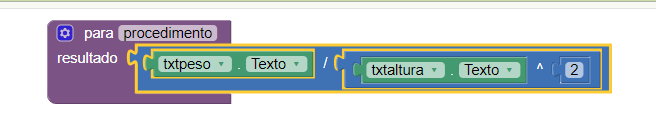 para procedimento
resultado txtpeso . Texto / txtaltura . Texto ^ 2